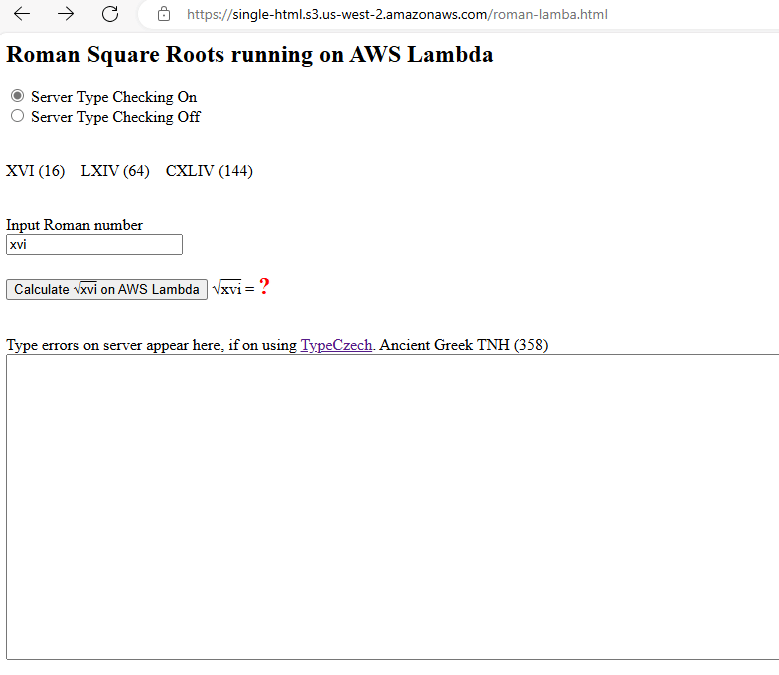 https://single-html.s3.us-west-2.amazonaws.com/roman-lamba.html
Roman Square Roots running on AWS Lambda
Server Type Checking On
Server Type Checking Off
XVI (16) LXIV (64) CXLIV (144)
Input Roman number
xvi
Calculate √xvi on AWS Lambda √xvi = ?
Type errors on server appear here, if on using TypeCzech. Ancient Greek TNH (358)